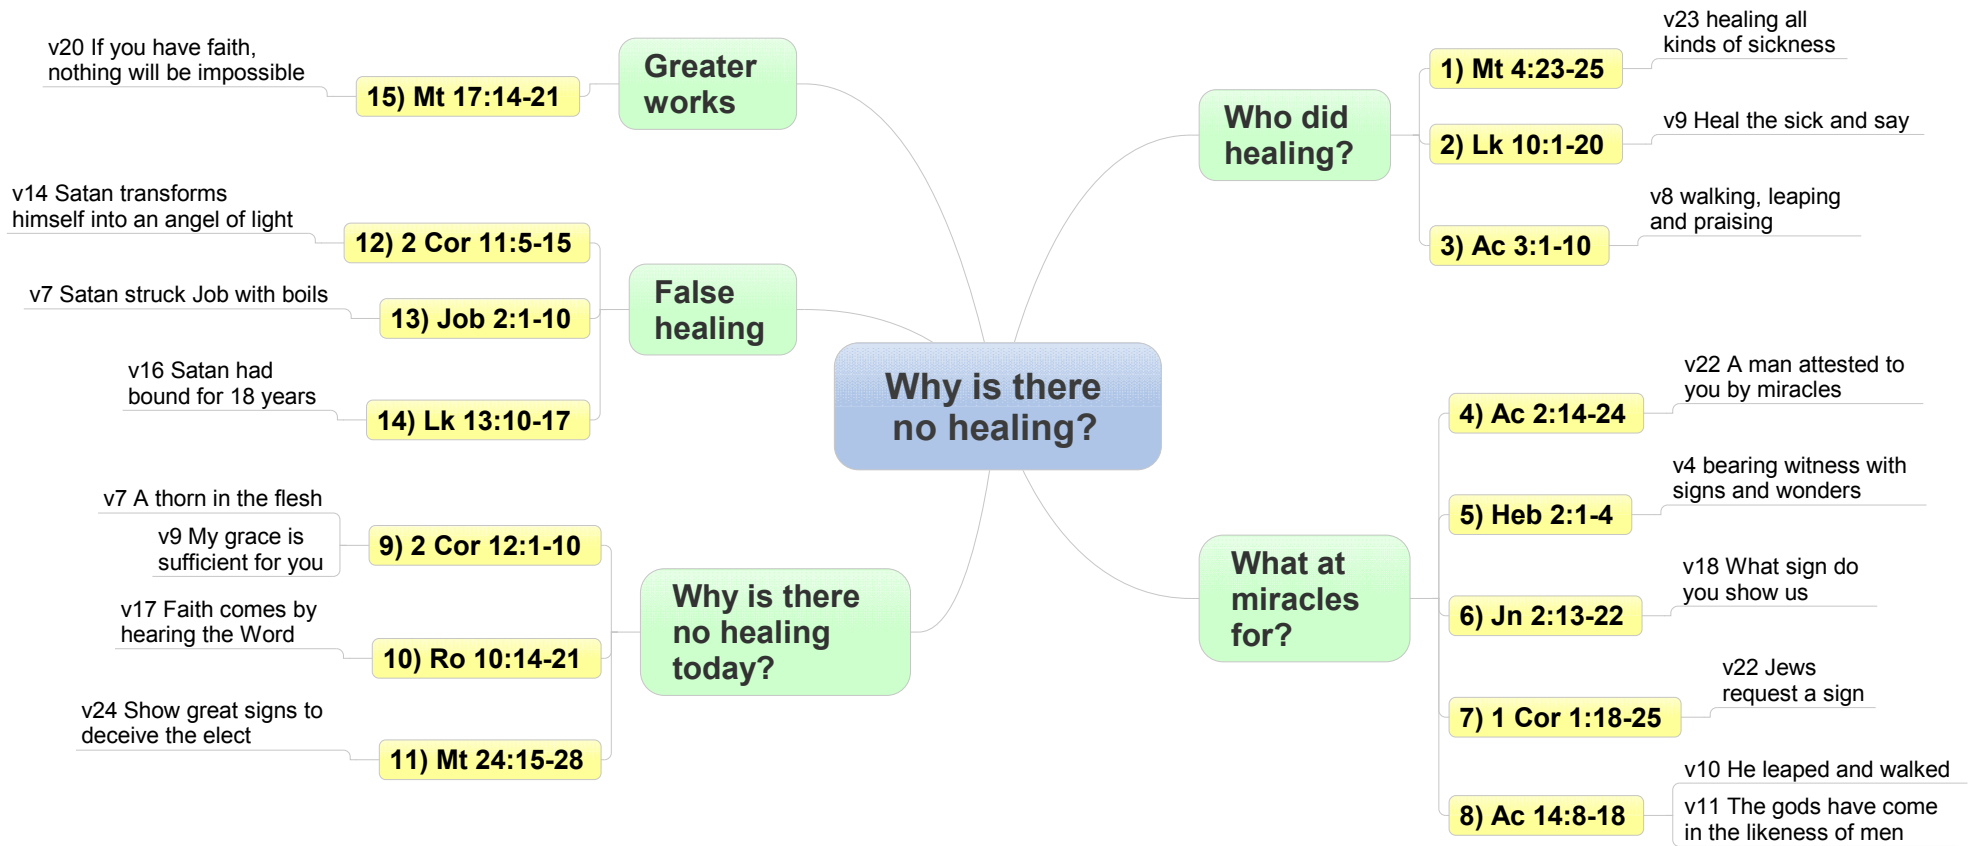 Why is there
no healing?
Who did
healing?
1) Mt 4:23-25
v23 healing all
kinds of sickness
2) Lk 10:1-20
v9 Heal the sick and say
3) Ac 3:1-10
v8 walking, leaping
and praising
What at
miracles
for?
4) Ac 2:14-24
v22 A man attested to
you by miracles
5) Heb 2:1-4
v4 bearing witness with
signs and wonders
6) Jn 2:13-22
v18 What sign do
you show us
7) 1 Cor 1:18-25
v22 Jews
request a sign
8) Ac 14:8-18
v10 He leaped and walked
v11 The gods have come
in the likeness of men
Why is there
no healing
today?
9) 2 Cor 12:1-10
v7 A thorn in the flesh
v9 My grace is
sufficient for you
10) Ro 10:14-21
v17 Faith comes by
hearing the Word
11) Mt 24:15-28
v24 Show great signs to
deceive the elect
False
healing
12) 2 Cor 11:5-15
v14 Satan transforms
himself into an angel of light
13) Job 2:1-10
v7 Satan struck Job with boils
14) Lk 13:10-17
v16 Satan had
bound for 18 years
Greater
works
15) Mt 17:14-21
v20 If you have faith,
nothing will be impossible